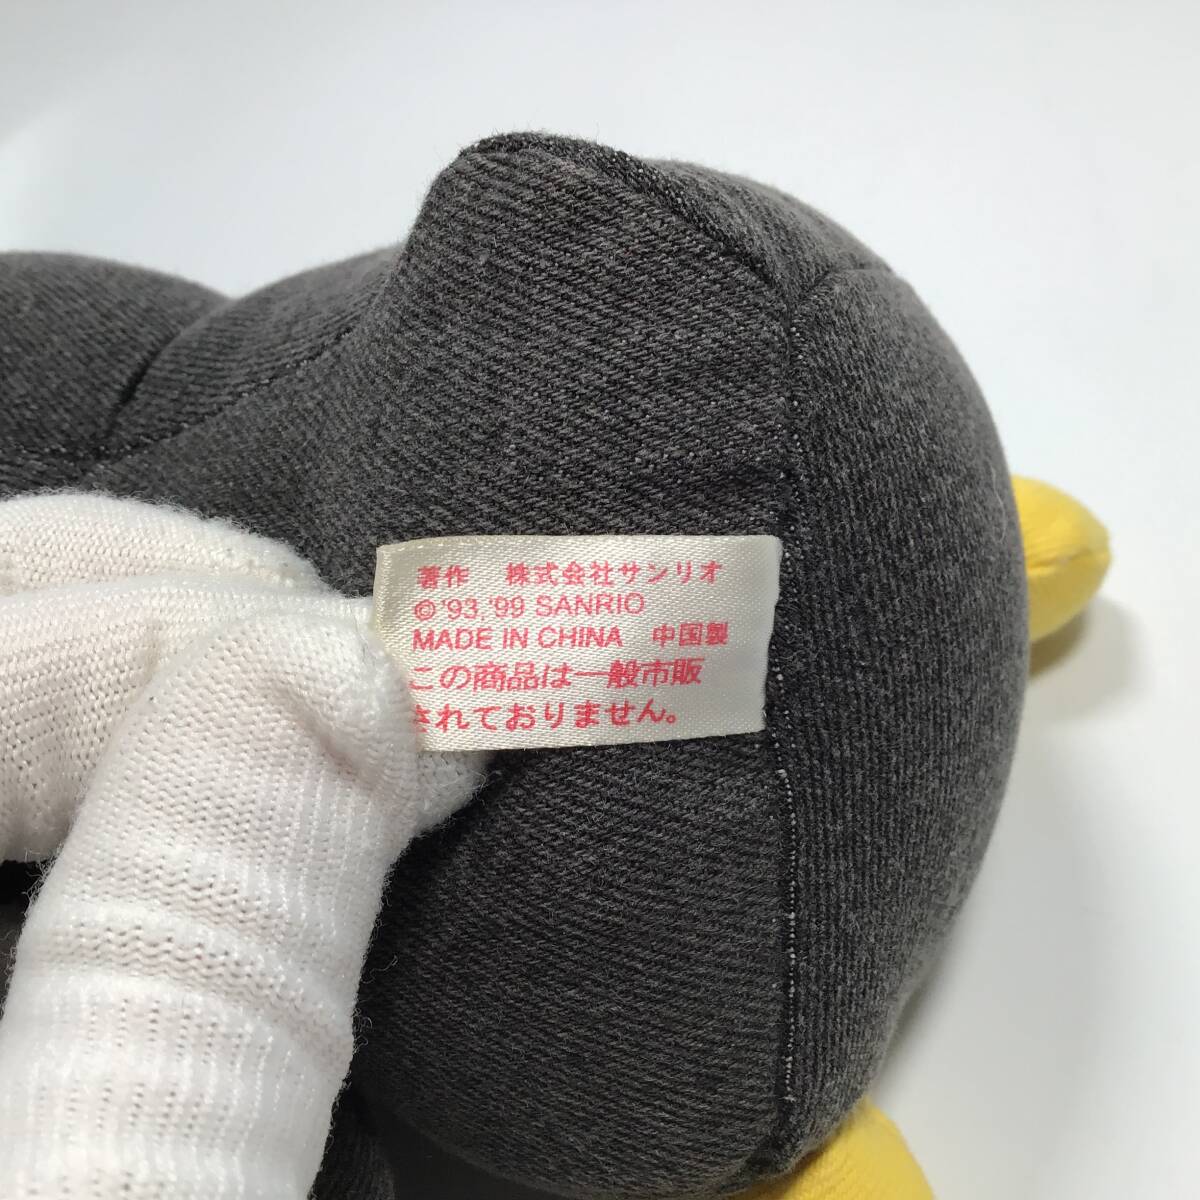 著作　株式会社サンリオ
© '93, '99 SANRIO
MADE IN CHINA　中国製
この商品は一般市販
されておりません。